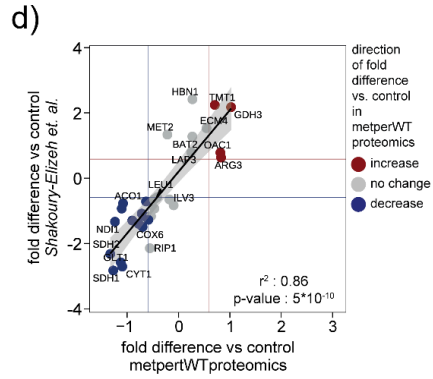 d)
fold difference vs control
Shakoury-Elizeh et. al.
4
2
0
-2
-4
HBN1
TMT1
GDH3
ECM4
MET2
BAT2
OAC1
LAP3
ARG3
LEU1
ACO1
ILV3
NDI1
COX6
SDH2
RIP1
GLT1
CYT1
SDH1
r2 : 0.86
p-value : 5*10-10
−1
0
1
2
3
fold difference vs control
metpertWTproteomics
direction
of fold
difference
vs. control
in
metperWT
proteomics
increase
no change
decrease